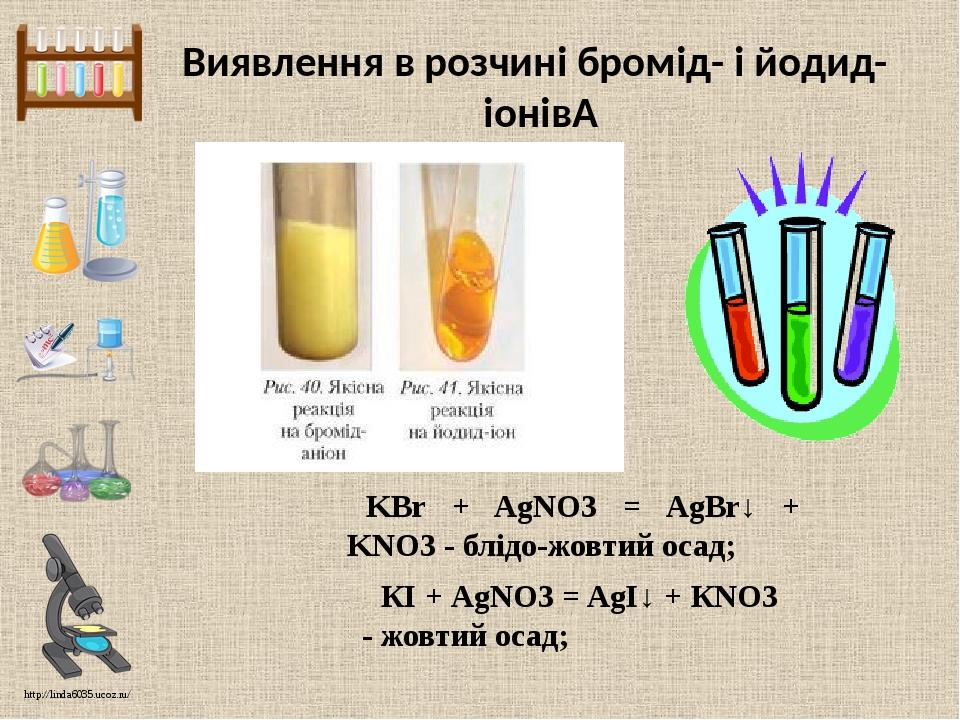 Виявлення в розчині бромід- і йодид-
іонівА
Рис. 40. Якісна
реакція
на бромід-
аніон
Рис. 41. Якісна
реакція
на йодид-іон
KBr + AgNO3 = AgBr↓ +
KNO3 - блідо-жовтий осад;
KI + AgNO3 = AgI↓ + KNO3
- жовтий осад;
http://linda6035.ucoz.ru/